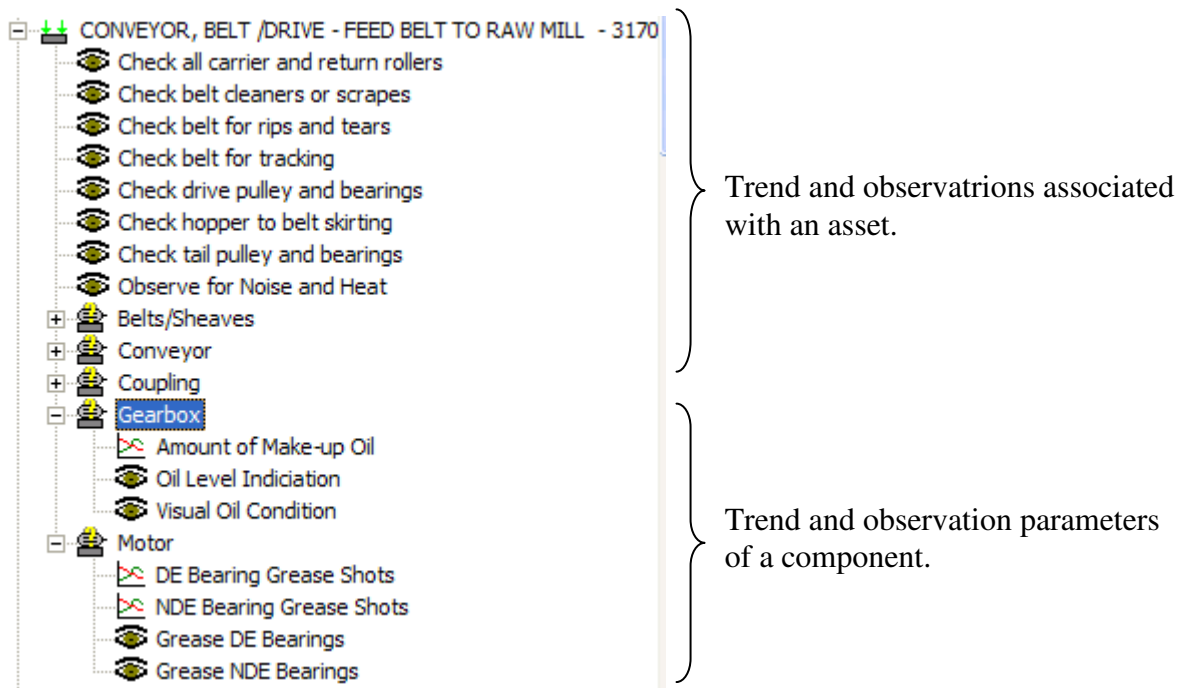 CONVEYOR, BELT /DRIVE - FEED BELT TO RAW MILL - 3170
Check all carrier and return rollers
Check belt cleaners or scrapes
Check belt for rips and tears
Check belt for tracking
Check drive pulley and bearings
Check hopper to belt skirting
Check tail pulley and bearings
Observe for Noise and Heat
Belts/Sheaves
Conveyor
Coupling
Gearbox
Amount of Make-up Oil
Oil Level Indiciation
Visual Oil Condition
Motor
DE Bearing Grease Shots
NDE Bearing Grease Shots
Grease DE Bearings
Grease NDE Bearings
Trend and observatrions associated
with an asset.
Trend and observation parameters
of a component.